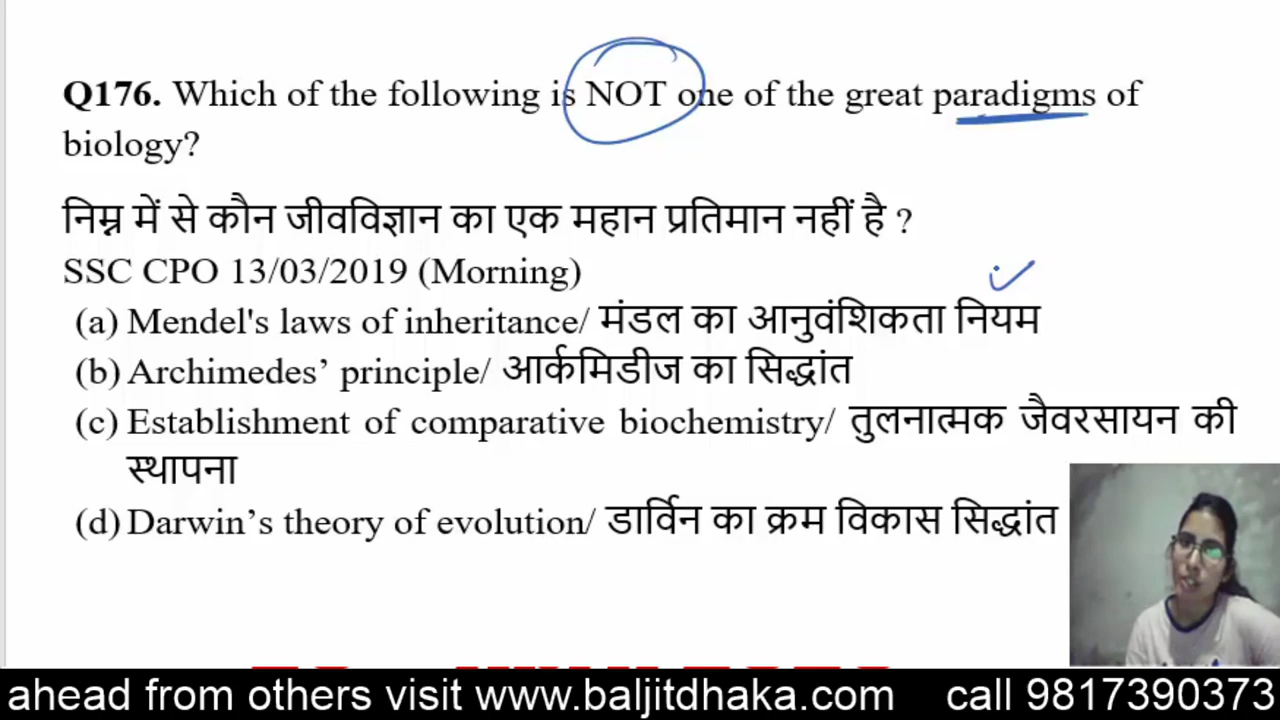 Q176. Which of the following is NOT one of the great paradigms of
biology?
निम्न में से कौन जीवविज्ञान का एक महान प्रतिमान नहीं है ?
SSC CPO 13/03/2019 (Morning)
(a) Mendel's laws of inheritance/ मंडल का आनुवंशिकता नियम
(b) Archimedes’ principle/ आर्कमिडीज का सिद्धांत
(c) Establishment of comparative biochemistry/ तुलनात्मक जैवरसायन की
स्थापना
(d) Darwin’s theory of evolution/ डार्विन का क्रम विकास सिद्धांत
ahead from others visit www.baljitdhaka.com call 9817390373